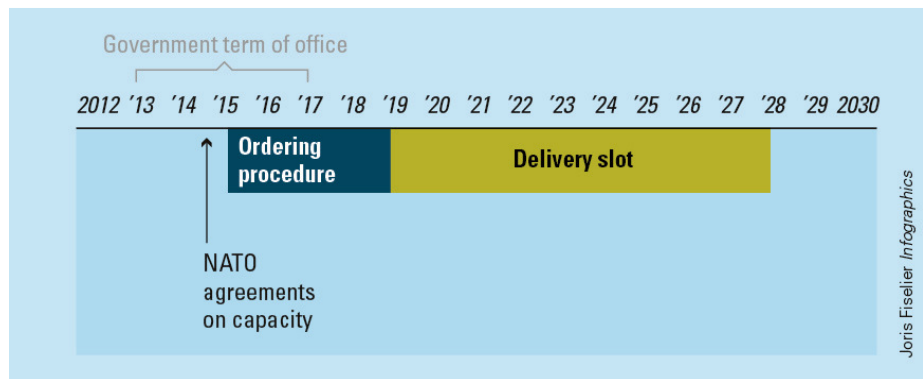 Government term of office
2012 ’13 ’14 ’15 ’16 ’17 ’18 ’19 ’20 ’21 ’22 ’23 ’24 ’25 ’26 ’27 ’28 ’29 2030
Ordering
procedure
Delivery slot
NATO
agreements
on capacity
Joris Fiselier Infographics